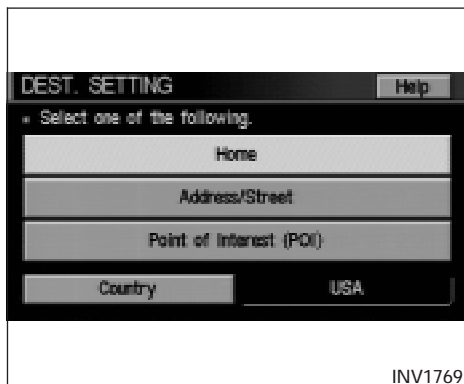 DEST. SETTING Help
Select one of the following.
Home
Address/Street
Point of Interest (POI)
Country USA
INV1769